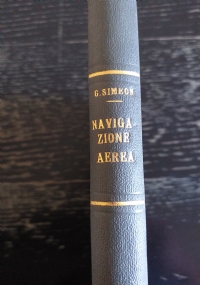 G. SIMEON
NAVIGA-
ZIONE
AEREA